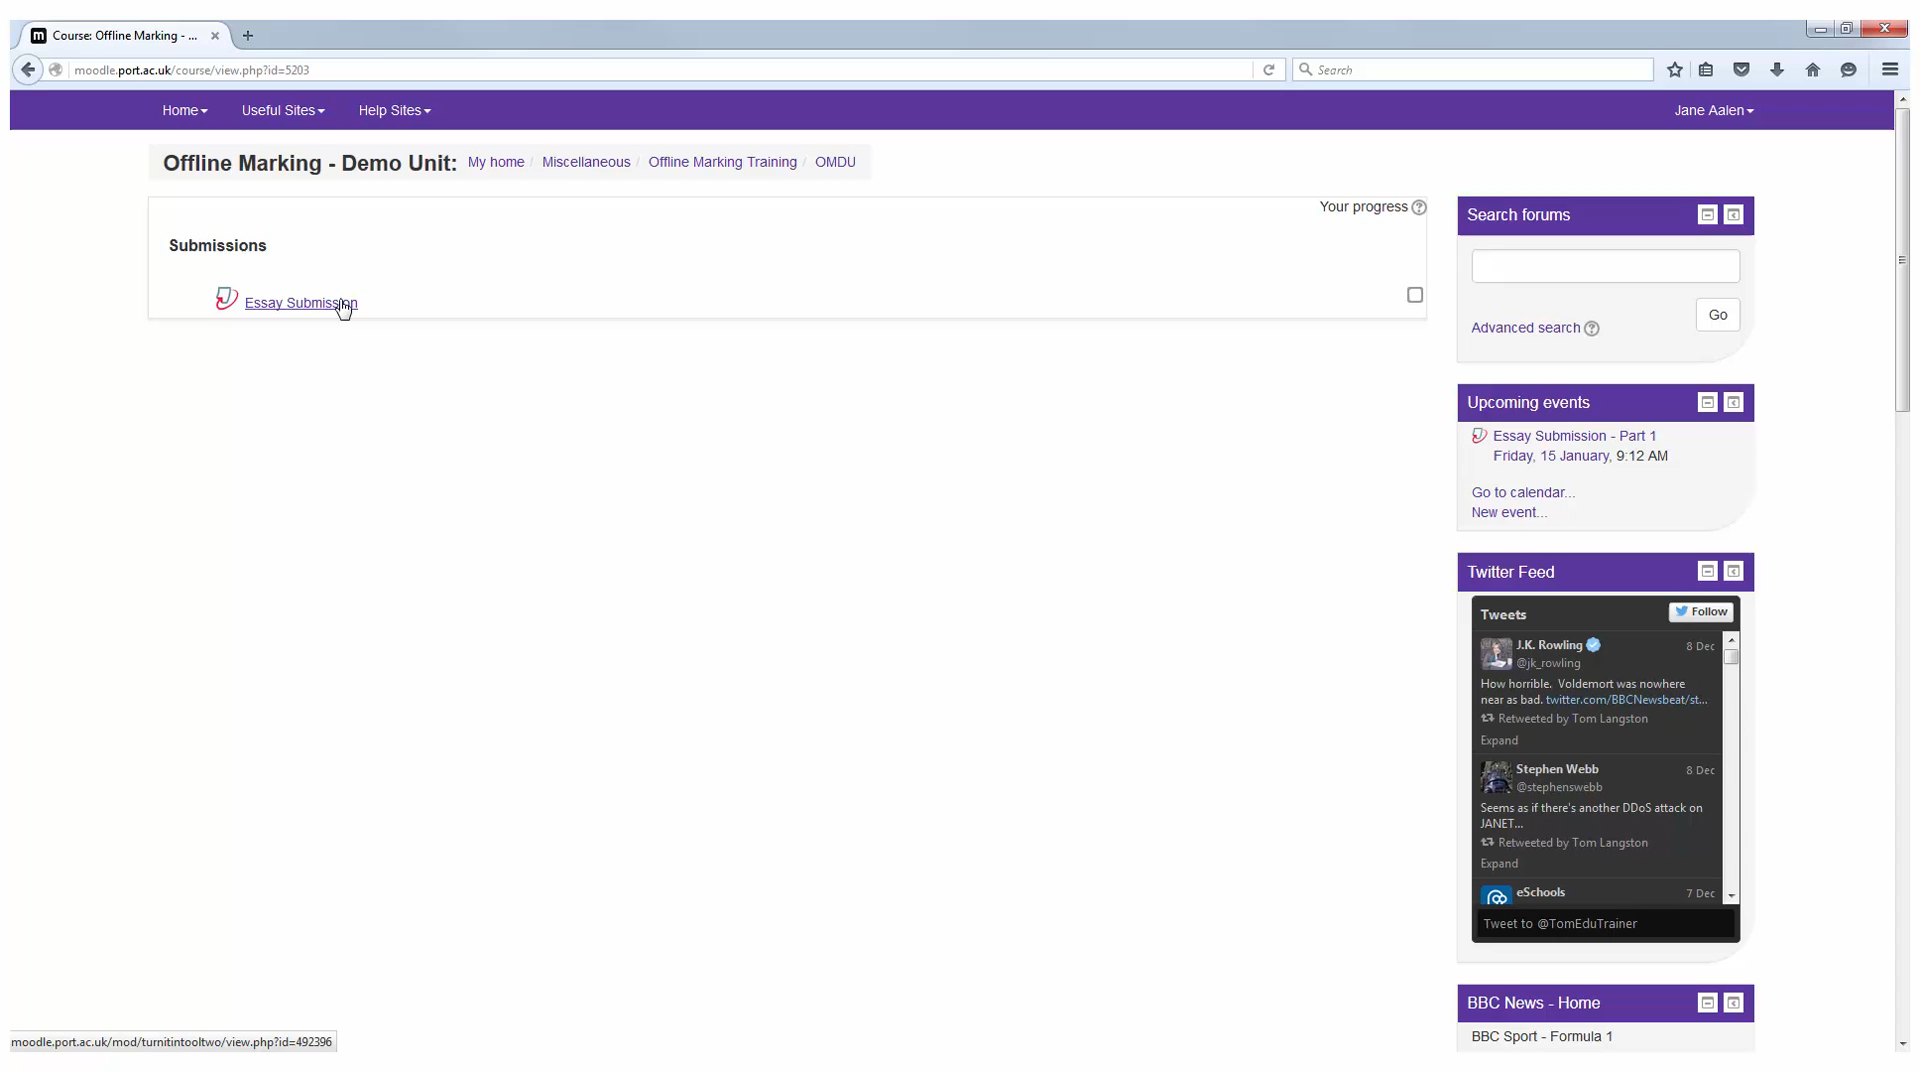 Course: Offline Marking - ...
moodle.port.ac.uk/course/view.php?id=5203
Search
Home
Useful Sites
Help Sites
Jane Aalen
Offline Marking - Demo Unit: My home / Miscellaneous / Offline Marking Training / OMDU
Your progress
Submissions
Essay Submission
Search forums
Go
Advanced search
Upcoming events
Essay Submission - Part 1
Friday, 15 January, 9:12 AM
Go to calendar...
New event...
Twitter Feed
Tweets
Follow
J.K. Rowling 8 Dec
@jk_rowling
How horrible. Voldemort was nowhere
near as bad. twitter.com/BBCNewsbeat/st...
Retweeted by Tom Langston
Expand
Stephen Webb 8 Dec
@stephenswebb
Seems as if there's another DDoS attack on
JANET...
Retweeted by Tom Langston
Expand
eSchools 7 Dec
Tweet to @TomEduTrainer
BBC News - Home
BBC Sport - Formula 1
moodle.port.ac.uk/mod/turnitintooltwo/view.php?id=492396